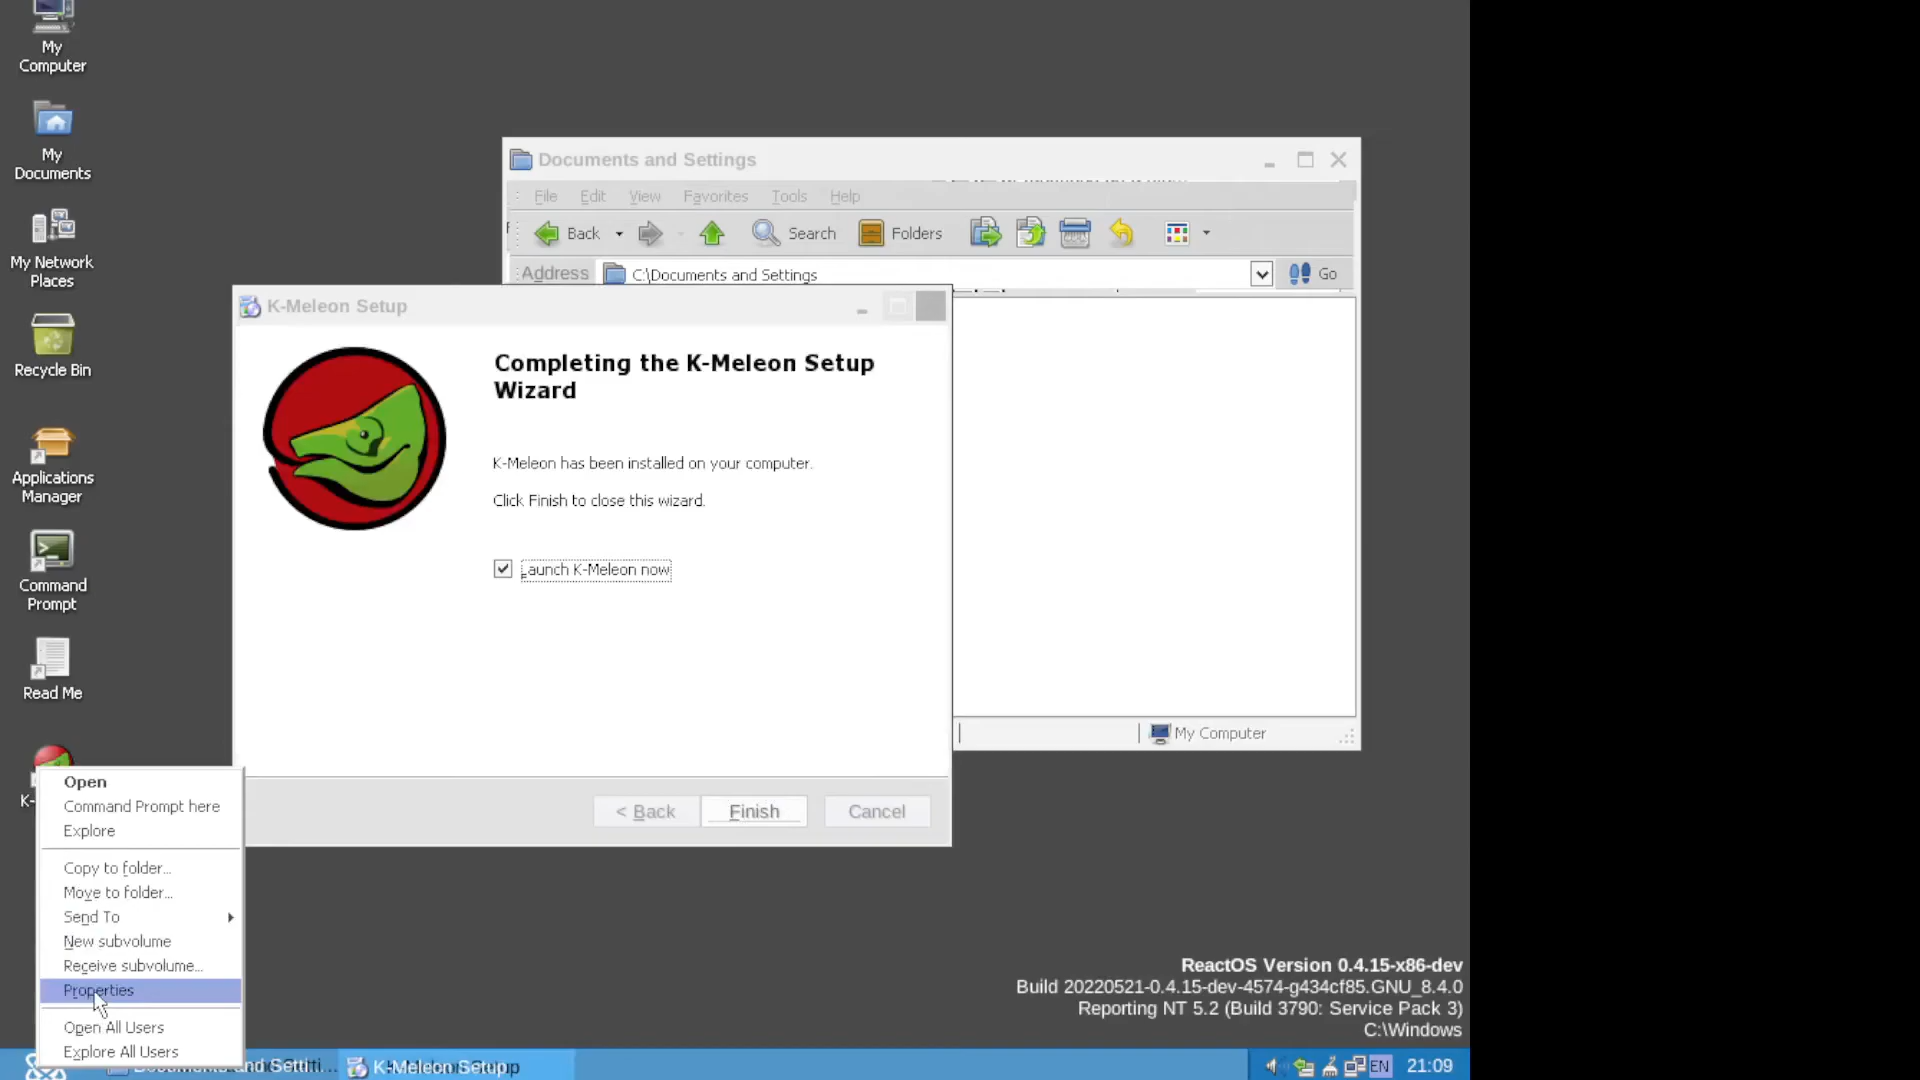 My
Computer
My
Documents
My Network
Places
Recycle Bin
Applications
Manager
Command
Prompt
Read Me
K-
Documents and Settings
File Edit View Favorites Tools Help
Back Search Folders
Address C:\Documents and Settings Go
My Computer
K-Meleon Setup
Completing the K-Meleon Setup
Wizard
K-Meleon has been installed on your computer.
Click Finish to close this wizard.
Launch K-Meleon now
< Back Finish Cancel
Open
Command Prompt here
Explore
Copy to folder...
Move to folder...
Send To
New subvolume
Receive subvolume...
Properties
Open All Users
Explore All Users
ReactOS Version 0.4.15-x86-dev
Build 20220521-0.4.15-dev-4574-g434cf85.GNU_8.4.0
Reporting NT 5.2 (Build 3790: Service Pack 3)
C:\Windows
Documents and Setti... K-Meleon Setup EN 21:09